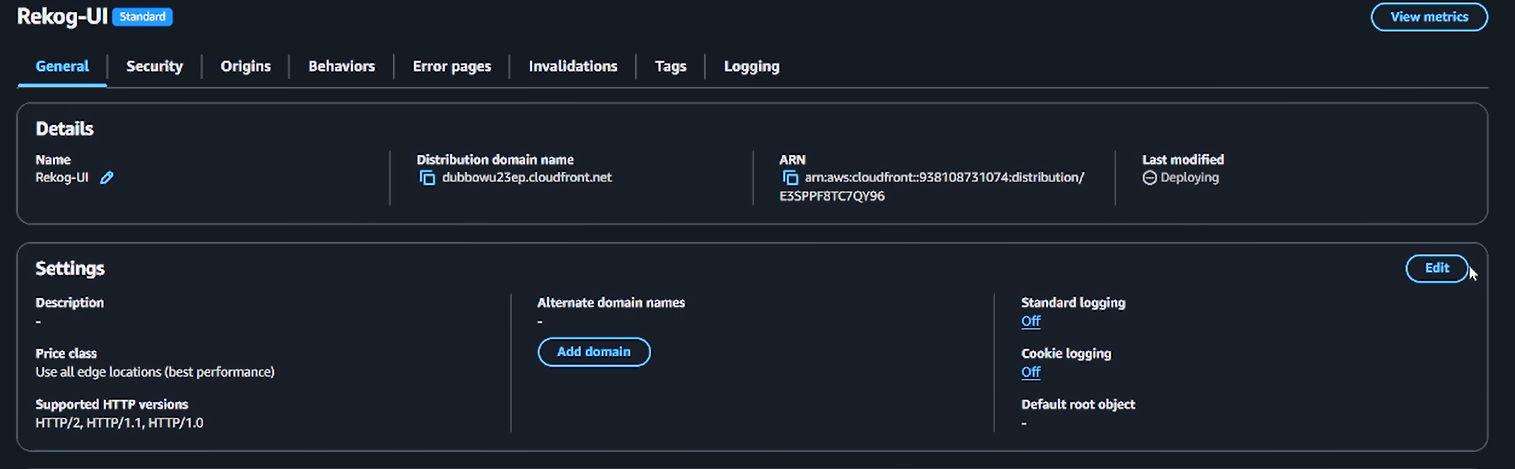 Rekog-UI Standard
View metrics
General Security Origins Behaviors Error pages Invalidations Tags Logging
Details
Name
Rekog-UI
Distribution domain name
dubbowu23ep.cloudfront.net
ARN
arn:aws:cloudfront::938108731074:distribution/
E3SPPF8TC7QY96
Last modified
Deploying
Settings
Edit
Description
-
Price class
Use all edge locations (best performance)
Supported HTTP versions
HTTP/2, HTTP/1.1, HTTP/1.0
Alternate domain names
-
Add domain
Standard logging
Off
Cookie logging
Off
Default root object
-